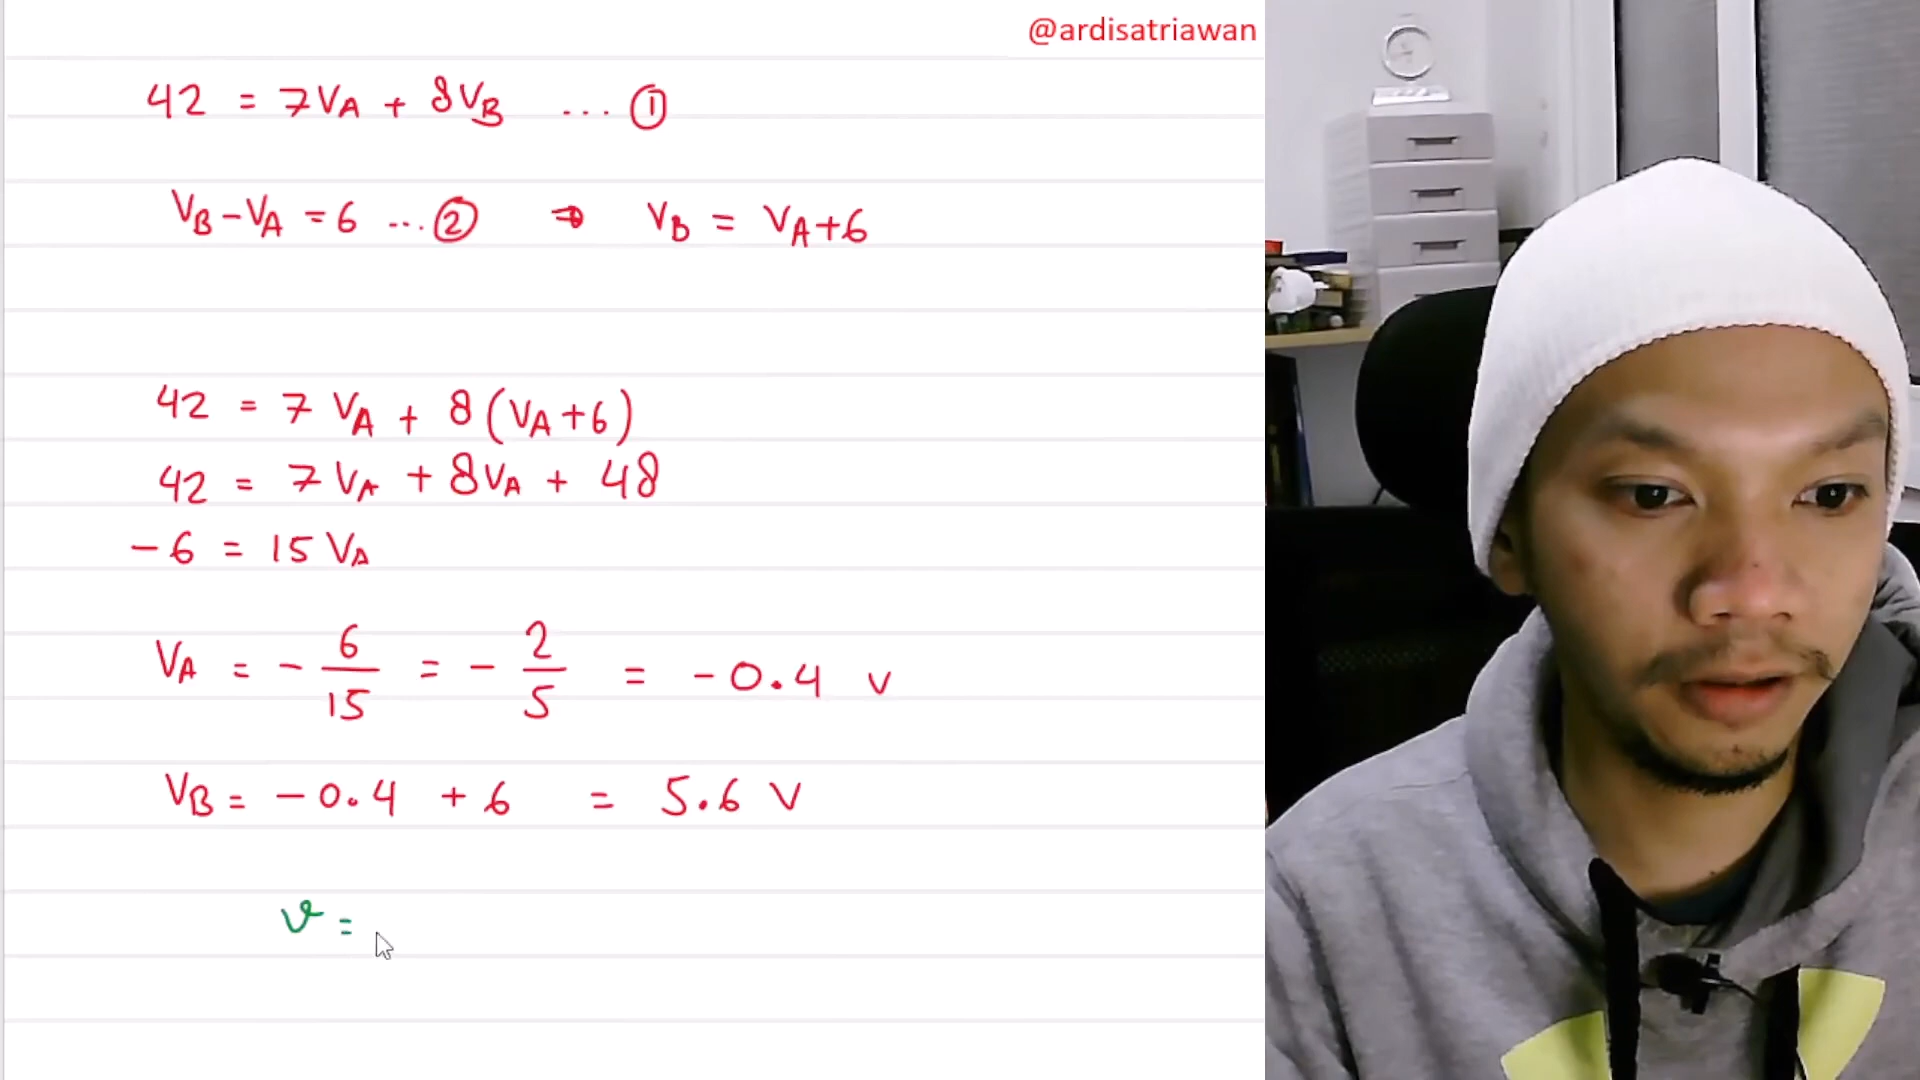 @ardisatriawan
42 = 7VA + 8VB ... ①
VB - VA = 6 ... ② ⇒ VB = VA + 6
42 = 7 VA + 8 (VA + 6)
42 = 7 VA + 8VA + 48
- 6 = 15 VA
VA = - 6/15 = - 2/5 = - 0.4 V
VB = - 0.4 + 6 = 5.6 V
v =